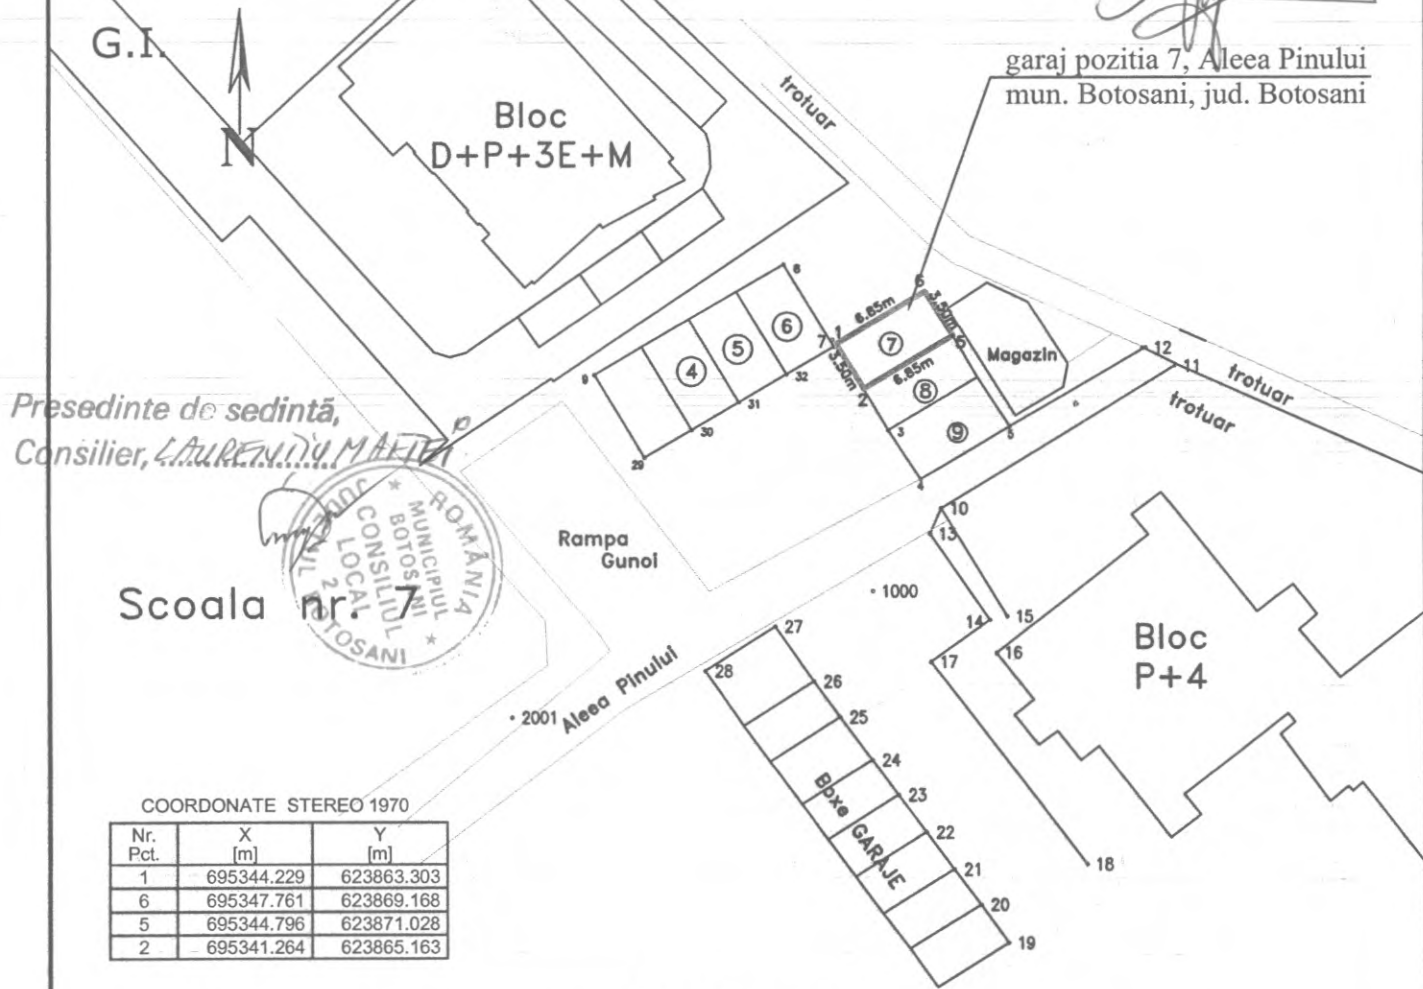 G.I.
N
garaj pozitia 7, Aleea Pinului
mun. Botosani, jud. Botosani
trotuar
Bloc
D+P+3E+M
8
6
6.85m
3.50m
1
7
6
7
5
Magazin
12
11
5
32
3.50m
6.85m
4
9
8
2
trotuar
trotuar
31
3
9
5
30
29
4
Presedinte de sedintă,
Consilier, LAURENȚIU MAFTEI
ROMÂNIA
JUDEȚUL BOTOSANI
MUNICIPIUL
BOTOSANI
CONSILIUL
LOCAL
2
10
13
Rampa
Gunoi
1000
Scoala nr. 7
14
15
27
16
17
28
Bloc
P+4
26
2001
Aleea Pinului
25
24
23
Boxe GARAJE
22
21
18
20
19
COORDONATE STEREO 1970
Nr. Pct. X [m] Y [m]
1 695344.229 623863.303
6 695347.761 623869.168
5 695344.796 623871.028
2 695341.264 623865.163